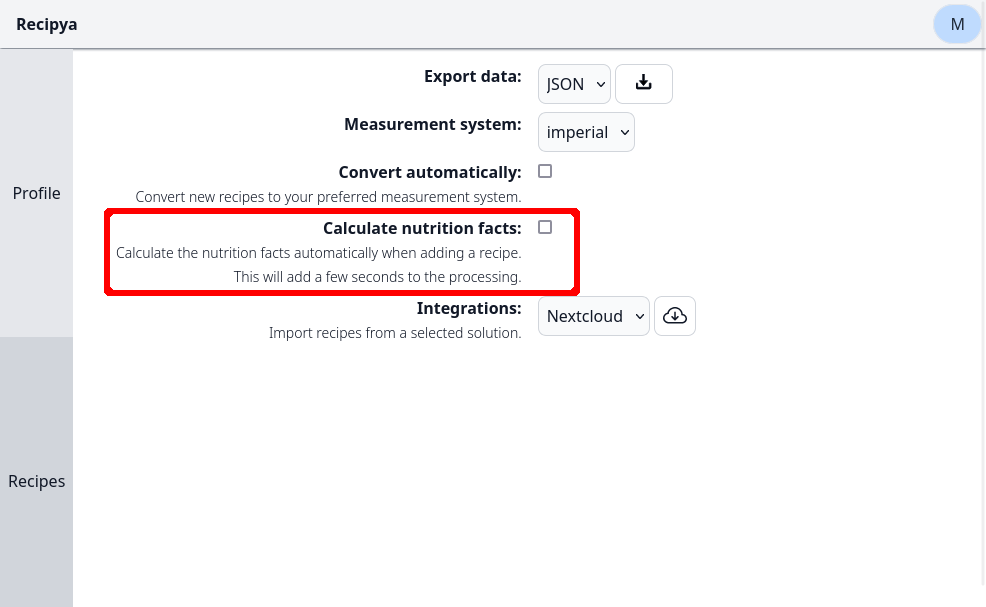 Recipya
M
Profile
Recipes
Export data:
JSON
Measurement system:
imperial
Convert automatically:
Convert new recipes to your preferred measurement system.
Calculate nutrition facts:
Calculate the nutrition facts automatically when adding a recipe.
This will add a few seconds to the processing.
Integrations:
Nextcloud
Import recipes from a selected solution.